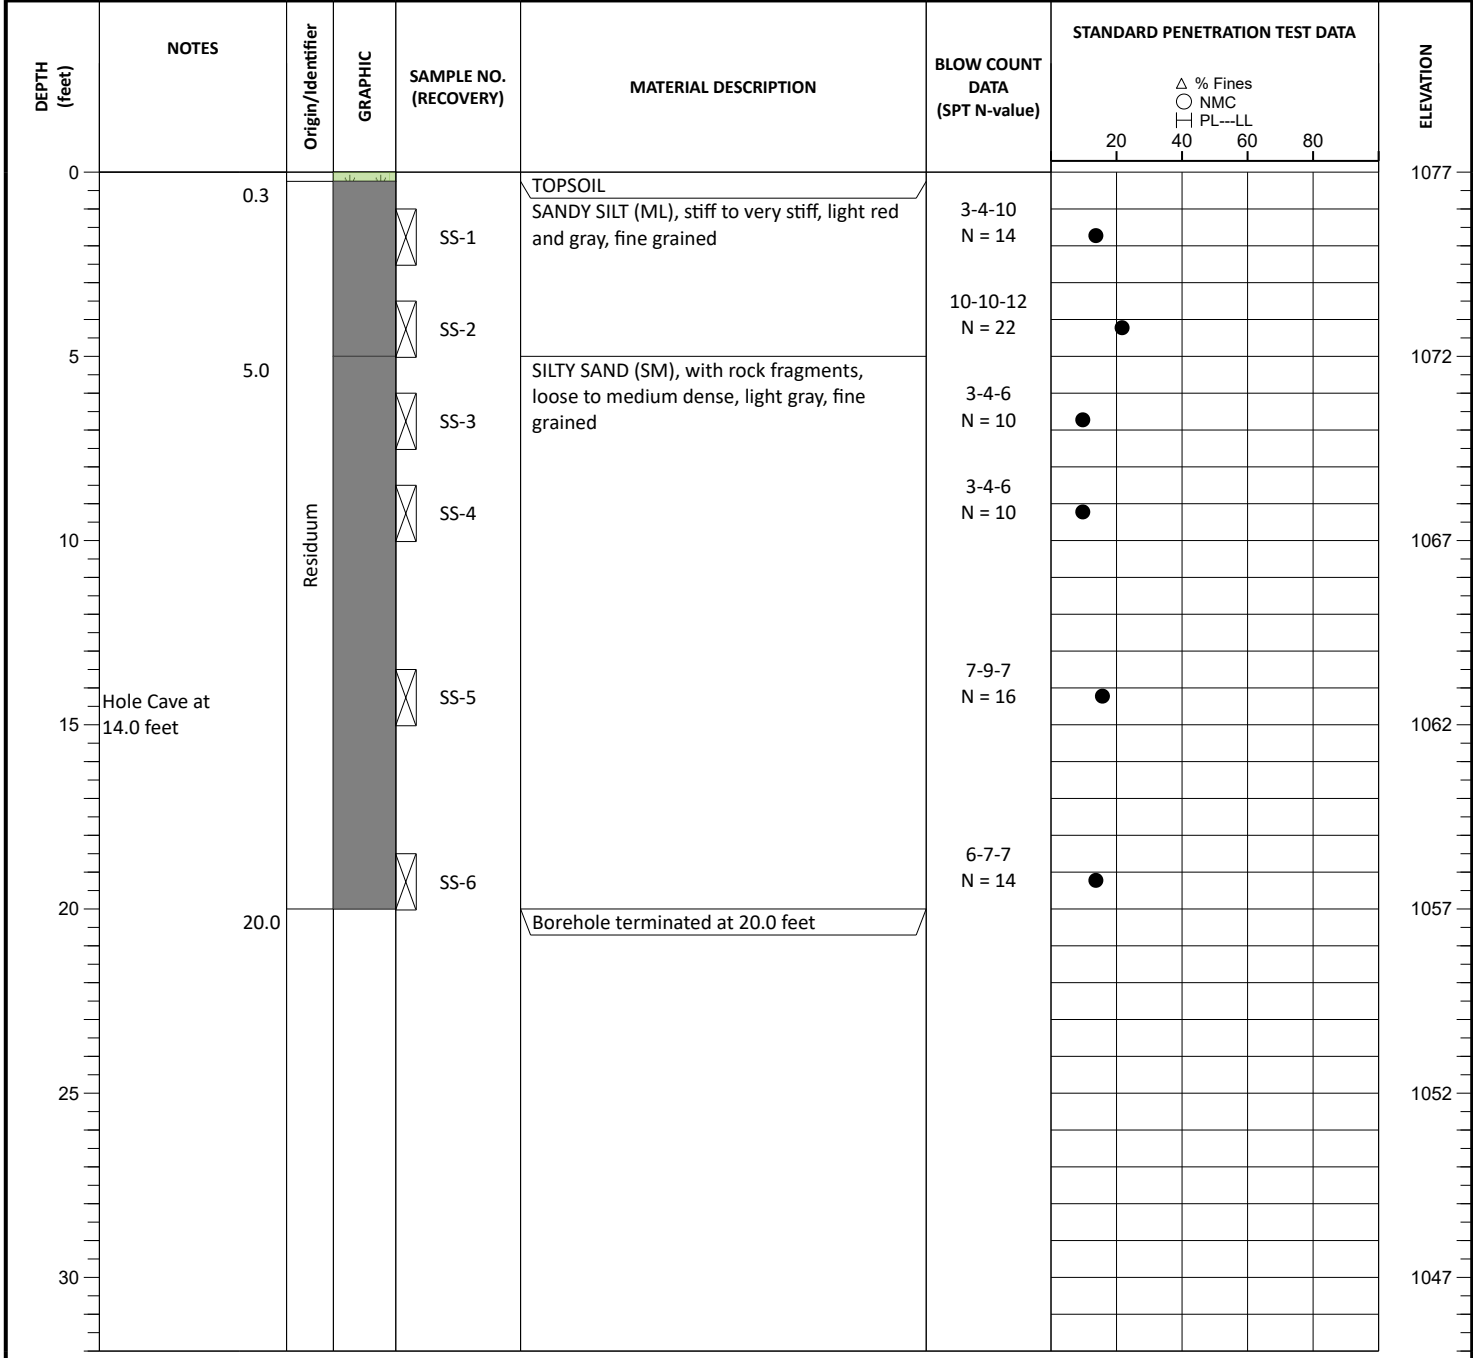 DEPTH
(feet)
NOTES
Origin/Identifier
GRAPHIC
SAMPLE NO.
(RECOVERY)
MATERIAL DESCRIPTION
BLOW COUNT
DATA
(SPT N-value)
STANDARD PENETRATION TEST DATA
△ % Fines
○ NMC
PL---LL
20 40 60 80
ELEVATION
0
1077
0.3
TOPSOIL
SANDY SILT (ML), stiff to very stiff, light red
and gray, fine grained
SS-1
3-4-10
N = 14
SS-2
10-10-12
N = 22
5
1072
5.0
SILTY SAND (SM), with rock fragments,
loose to medium dense, light gray, fine
grained
SS-3
3-4-6
N = 10
SS-4
3-4-6
N = 10
Residuum
10
1067
Hole Cave at
14.0 feet
SS-5
7-9-7
N = 16
15
1062
SS-6
6-7-7
N = 14
20
1057
20.0
Borehole terminated at 20.0 feet
25
1052
30
1047